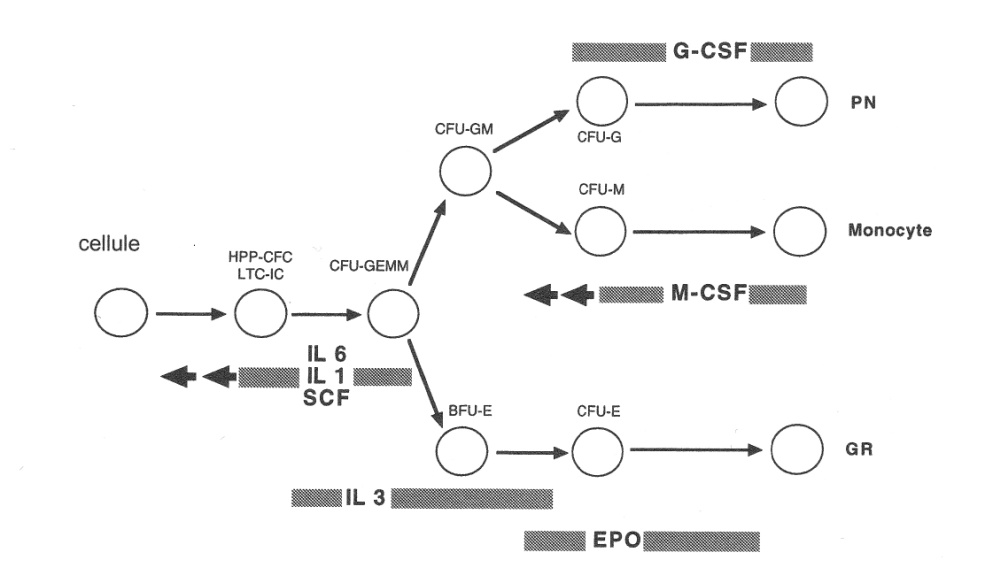 G-CSF
PN
CFU-GM
CFU-G
CFU-M
Monocyte
cellule
HPP-CFC
LTC-IC
CFU-GEMM
M-CSF
IL 6
IL 1
SCF
BFU-E
CFU-E
GR
IL 3
EPO